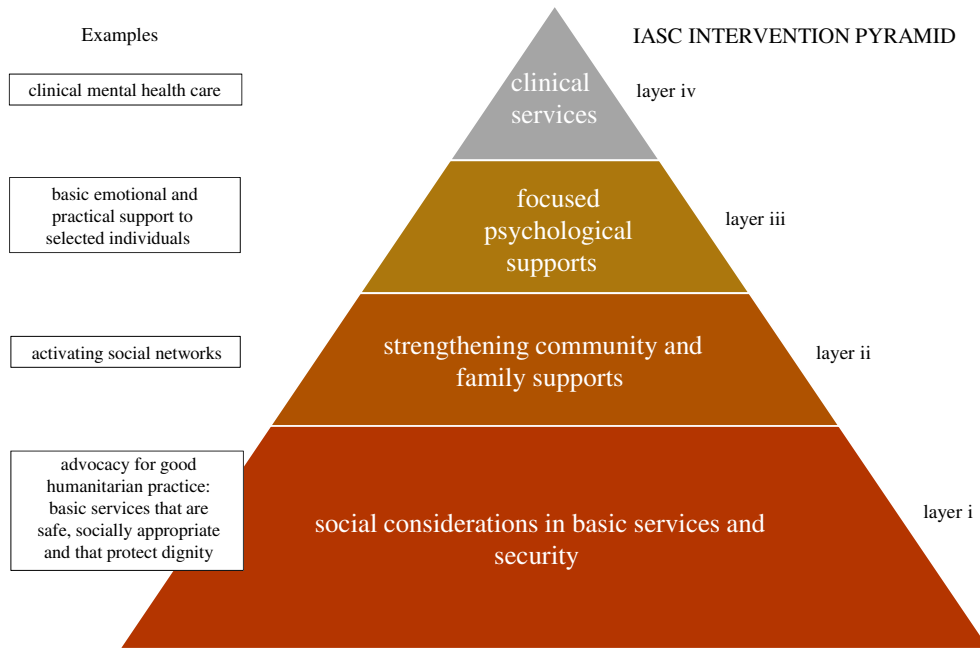 Examples
IASC INTERVENTION PYRAMID
clinical mental health care
clinical
services
layer iv
basic emotional and
practical support to
selected individuals
focused
psychological
supports
layer iii
activating social networks
strengthening community and
family supports
layer ii
advocacy for good
humanitarian practice:
basic services that are
safe, socially appropriate
and that protect dignity
social considerations in basic services and
security
layer i